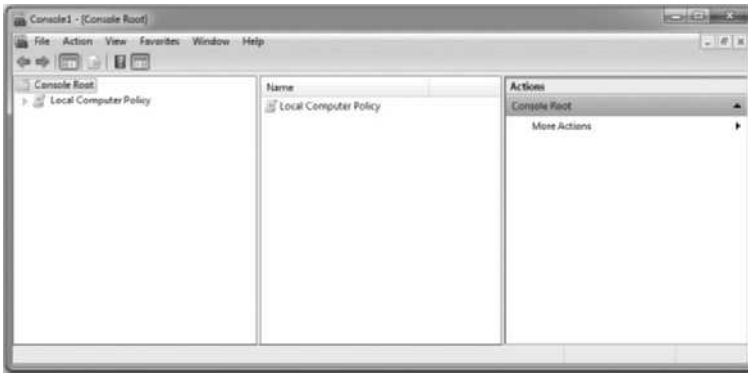 Console1 - [Console Root]
File Action View Favorites Window Help
Console Root
Local Computer Policy
Name
Local Computer Policy
Actions
Console Root
More Actions